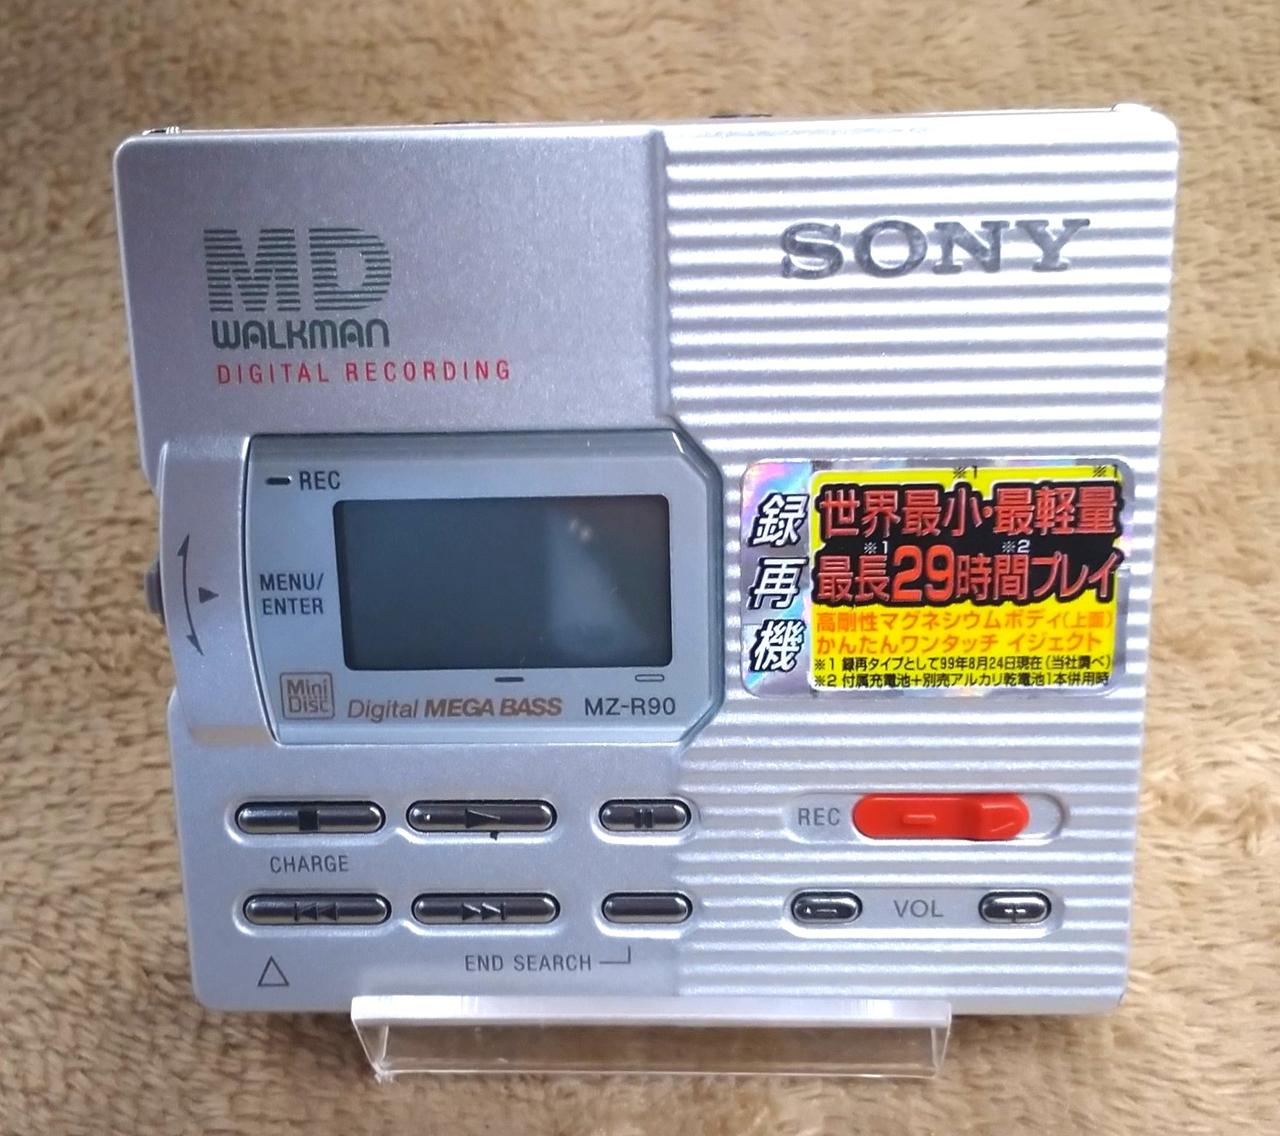 SONY
MD
WALKMAN
DIGITAL RECORDING
REC
MENU/
ENTER
Mini
Disc
Digital MEGA BASS
MZ-R90
録再機
※1 ※1
世界最小・最軽量
※1 ※2
最長29時間プレイ
高剛性マグネシウムボディ(上面)
かんたんワンタッチ イジェクト
※1 録再タイプとして99年8月24日現在(当社調べ)
※2 付属充電池+別売アルカリ乾電池1本併用時
REC
CHARGE
VOL
END SEARCH